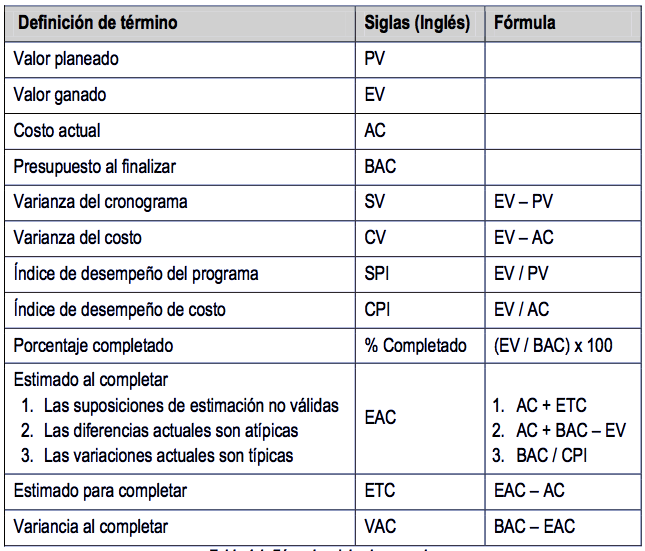 Definición de término Siglas (Inglés) Fórmula
Valor planeado PV
Valor ganado EV
Costo actual AC
Presupuesto al finalizar BAC
Varianza del cronograma SV EV – PV
Varianza del costo CV EV – AC
Índice de desempeño del programa SPI EV / PV
Índice de desempeño de costo CPI EV / AC
Porcentaje completado % Completado (EV / BAC) x 100
Estimado al completar
1. Las suposiciones de estimación no válidas 1. AC + ETC
2. Las diferencias actuales son atípicas EAC 2. AC + BAC – EV
3. Las variaciones actuales son típicas 3. BAC / CPI
Estimado para completar ETC EAC – AC
Variancia al completar VAC BAC – EAC